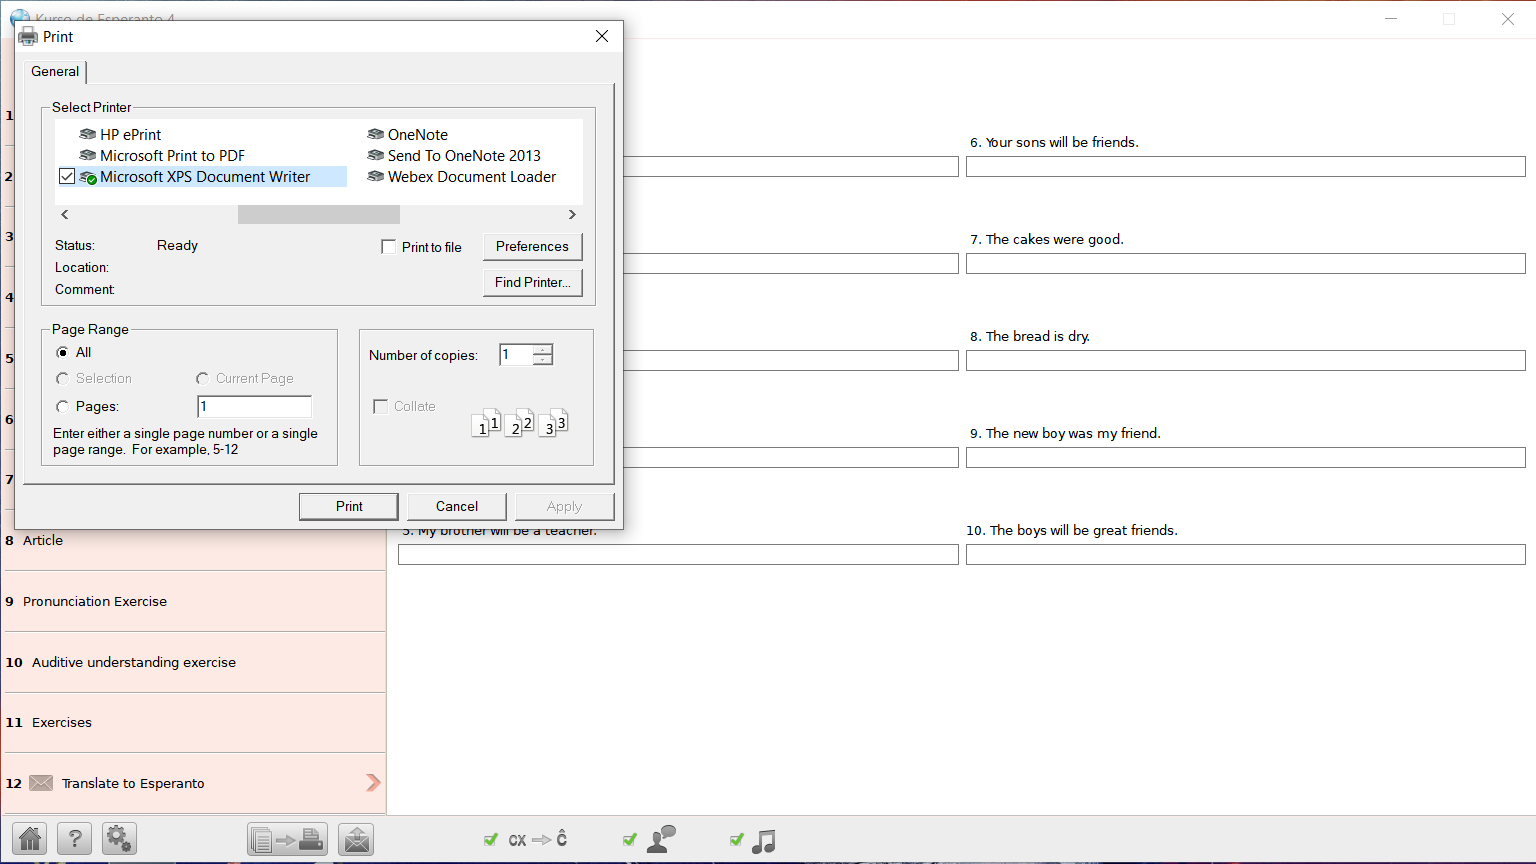 Kurso de Esperanto 4
Print
General
Select Printer
HP ePrint
OneNote
Microsoft Print to PDF
Send To OneNote 2013
Microsoft XPS Document Writer
Webex Document Loader
Status: Ready
Print to file
Preferences
Location:
Find Printer...
Comment:
Page Range
All
Selection
Current Page
Pages: 1
Enter either a single page number or a single
page range. For example, 5-12
Number of copies: 1
Collate
1 1 2 2 3 3
Print
Cancel
Apply
1
2
3
4
5
6
7
8 Article
9 Pronunciation Exercise
10 Auditive understanding exercise
11 Exercises
12 Translate to Esperanto
5. My brother will be a teacher.
6. Your sons will be friends.
7. The cakes were good.
8. The bread is dry.
9. The new boy was my friend.
10. The boys will be great friends.
?
cx Ĉ